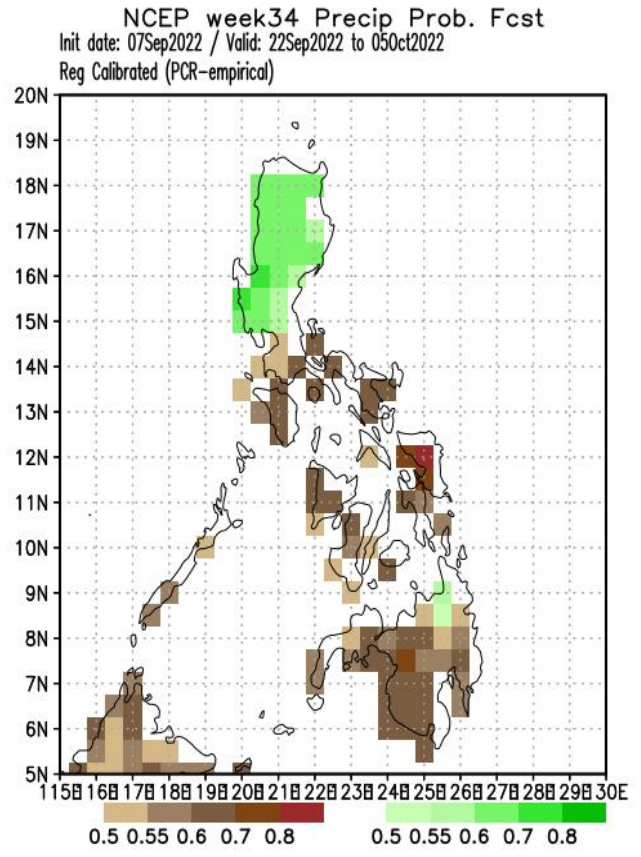 NCEP week34 Precip Prob. Fcst
Init date: 07Sep2022 / Valid: 22Sep2022 to 05Oct2022
Reg Calibrated (PCR-empirical)
20N
19N
18N
17N
16N
15N
14N
13N
12N
11N
10N
9N
8N
7N
6N
5N
115E 116E 117E 118E 119E 120E 121E 122E 123E 124E 125E 126E 127E 128E 129E 130E
0.5 0.55 0.6 0.7 0.8 0.5 0.55 0.6 0.7 0.8